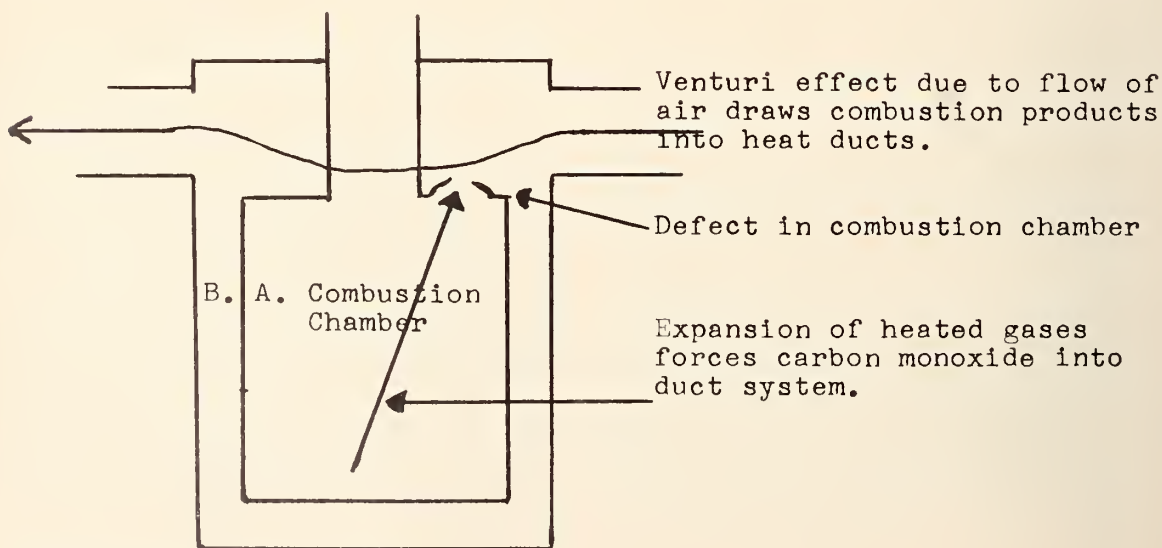 Venturi effect due to flow of
air draws combustion products
into heat ducts.
Defect in combustion chamber
B. A. Combustion
Chamber
Expansion of heated gases
forces carbon monoxide into
duct system.